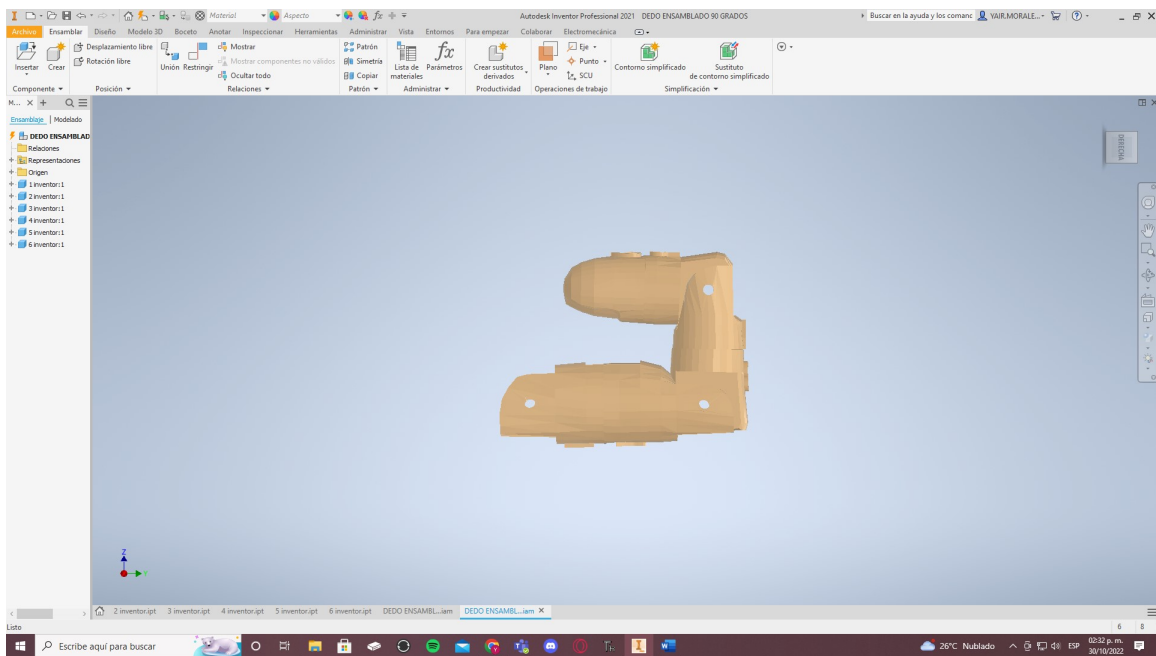 Material
Aspecto
Autodesk Inventor Professional 2021 DEDO ENSAMBLADO 90 GRADOS
Buscar en la ayuda y los comanc
YAIR.MORALE...
Archivo Ensamblar Diseño Modelo 3D Boceto Anotar Inspeccionar Herramientas Administrar Vista Entornos Para empezar Colaborar Electromecánica
Insertar
Crear
Desplazamiento libre
Rotación libre
Unión
Restringir
Mostrar
Mostrar componentes no válidos
Ocultar todo
Patrón
Simetría
Copiar
Lista de materiales
Parámetros
Crear sustitutos derivados
Plano
Eje
Punto
SCU
Contorno simplificado
Sustituto de contorno simplificado
Componente Posición Relaciones Patrón Administrar Productividad Operaciones de trabajo Simplificación
M... X +
Ensamblaje | Modelado
DEDO ENSAMBLAD
Relaciones
Representaciones
Origen
1 inventor:1
2 inventor:1
3 inventor:1
4 inventor:1
5 inventor:1
6 inventor:1
DERECHA
Z
2 inventor.ipt 3 inventor.ipt 4 inventor.ipt 5 inventor.ipt 6 inventor.ipt DEDO ENSAMBL...iam DEDO ENSAMBL...iam X
Listo
6 8
Escribe aquí para buscar
26°C Nublado
ESP
02:32 p. m.
30/10/2022